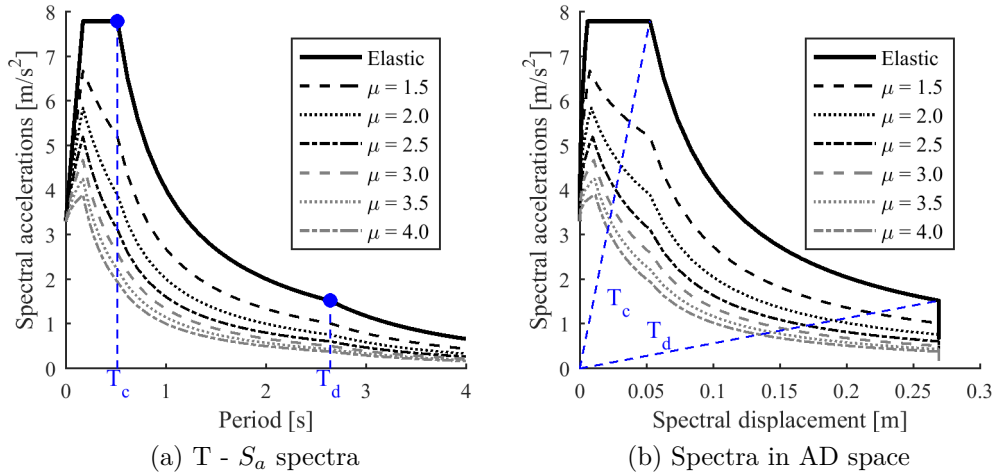 8
7
6
5
4
3
2
1
0
Spectral accelerations [m/s²]
Elastic
μ = 1.5
μ = 2.0
μ = 2.5
μ = 3.0
μ = 3.5
μ = 4.0
0 1 2 3 4
T_c T_d
Period [s]
(a) T - S_a spectra
8
7
6
5
4
3
2
1
0
Spectral accelerations [m/s²]
Elastic
μ = 1.5
μ = 2.0
μ = 2.5
μ = 3.0
μ = 3.5
μ = 4.0
T_c
T_d
0 0.05 0.1 0.15 0.2 0.25 0.3
Spectral displacement [m]
(b) Spectra in AD space